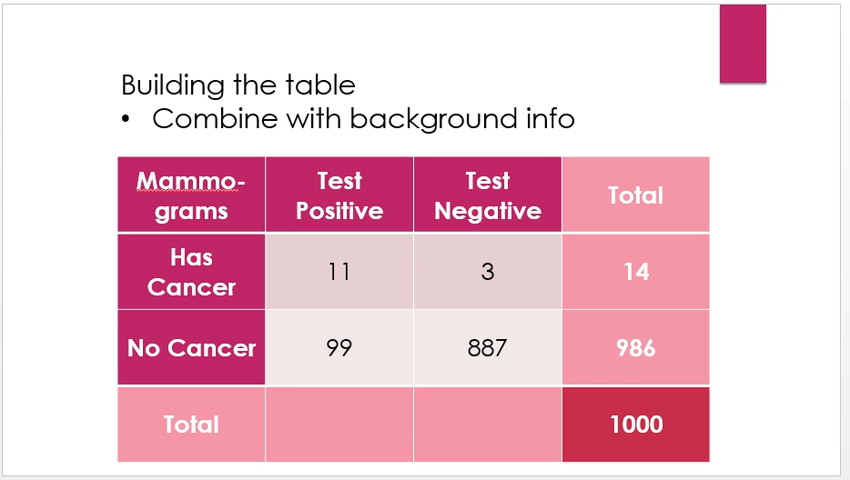 Building the table
• Combine with background info
Mammo- Test Test Total
grams Positive Negative
Has Cancer 11 3 14
No Cancer 99 887 986
Total 1000